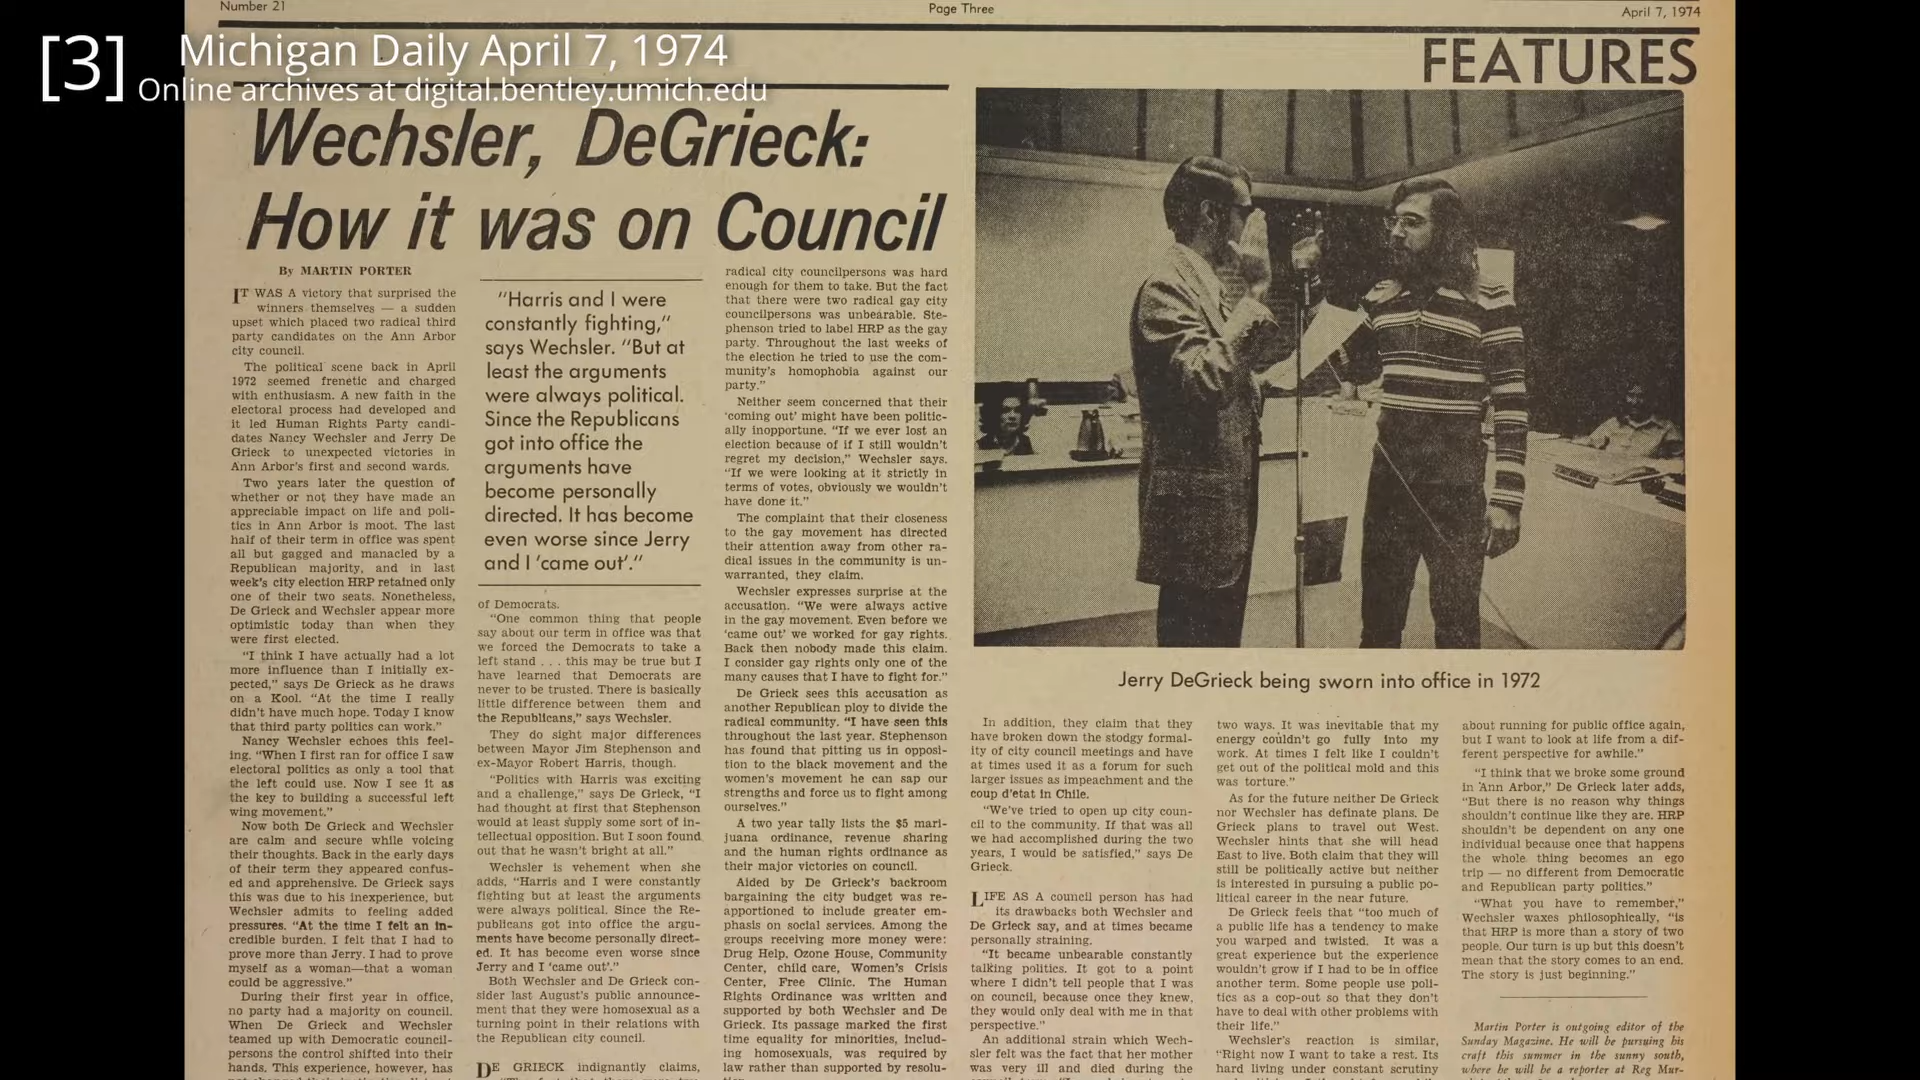 Number 21
Page Three
April 7, 1974
[3]
Michigan Daily April 7, 1974
Online archives at digital.bentley.umich.edu
FEATURES
Wechsler, DeGrieck:
How it was on Council
By MARTIN PORTER
IT WAS A victory that surprised the
winners themselves — a sudden
upset which placed two radical third
party candidates on the Ann Arbor
city council.
The political scene back in April
1972 seemed frenetic and charged
with enthusiasm. A new faith in the
electoral process had developed and
it led Human Rights Party candi-
dates Nancy Wechsler and Jerry De
Grieck to unexpected victories in
Ann Arbor's first and second wards.
Two years later the question of
whether or not they have made an
appreciable impact on life and poli-
tics in Ann Arbor is moot. The last
half of their term in office was spent
all but gagged and manacled by a
Republican majority, and in last
week's city election HRP retained only
one of their two seats. Nonetheless,
De Grieck and Wechsler appear more
optimistic today than when they
were first elected.
"I think I have actually had a lot
more influence than I initially ex-
pected," says De Grieck as he draws
on a Kool. "At the time I really
didn't have much hope. Today I know
that third party politics can work."
Nancy Wechsler echoes this feel-
ing. "When I first ran for office I saw
electoral politics as only a tool that
the left could use. Now I see it as
the key to building a successful left
wing movement."
Now both De Grieck and Wechsler
are calm and secure while voicing
their thoughts. Back in the early days
of their term they appeared confus-
ed and apprehensive. De Grieck says
this was due to his inexperience, but
Wechsler admits to feeling added
pressures. "At the time I felt an in-
credible burden. I felt that I had to
prove more than Jerry. I had to prove
myself as a woman—that a woman
could be aggressive."
During their first year in office,
no party had a majority on council.
When De Grieck and Wechsler
teamed up with Democratic council-
persons the control shifted into their
hands. This experience, however, has
"Harris and I were
constantly fighting,"
says Wechsler. "But at
least the arguments
were always political.
Since the Republicans
got into office the
arguments have
become personally
directed. It has become
even worse since Jerry
and I 'came out'."
of Democrats.
"One common thing that people
say about our term in office was that
we forced the Democrats to take a
left stand . . . this may be true but I
have learned that Democrats are
never to be trusted. There is basically
little difference between them and
the Republicans," says Wechsler.
They do sight major differences
between Mayor Jim Stephenson and
ex-Mayor Robert Harris, though.
"Politics with Harris was exciting
and a challenge," says De Grieck, "I
had thought at first that Stephenson
would at least supply some sort of in-
tellectual opposition. But I soon found
out that he wasn't bright at all."
Wechsler is vehement when she
adds, "Harris and I were constantly
fighting but at least the arguments
were always political. Since the Re-
publicans got into office the argu-
ments have become personally direct-
ed. It has become even worse since
Jerry and I 'came out'."
Both Wechsler and De Grieck con-
sider last August's public announce-
ment that they were homosexual as a
turning point in their relations with
the Republican city council.
DE GRIECK indignantly claims,
radical city councilpersons was hard
enough for them to take. But the fact
that there were two radical gay city
councilpersons was unbearable. Ste-
phenson tried to label HRP as the gay
party. Throughout the last weeks of
the election he tried to use the com-
munity's homophobia against our
party."
Neither seem concerned that their
'coming out' might have been politic-
ally inopportune. "If we ever lost an
election because of if I still wouldn't
regret my decision," Wechsler says.
"If we were looking at it strictly in
terms of votes, obviously we wouldn't
have done it."
The complaint that their closeness
to the gay movement has directed
their attention away from other ra-
dical issues in the community is un-
warranted, they claim.
Wechsler expresses surprise at the
accusation. "We were always active
in the gay movement. Even before we
'came out' we worked for gay rights.
Back then nobody made this claim.
I consider gay rights only one of the
many causes that I have to fight for."
De Grieck sees this accusation as
another Republican ploy to divide the
radical community. "I have seen this
throughout the last year. Stephenson
has found that pitting us in opposi-
tion to the black movement and the
women's movement he can sap our
strengths and force us to fight among
ourselves."
A two year tally lists the $5 mari-
juana ordinance, revenue sharing
and the human rights ordinance as
their major victories on council.
Aided by De Grieck's backroom
bargaining the city budget was re-
apportioned to include greater em-
phasis on social services. Among the
groups receiving more money were:
Drug Help, Ozone House, Community
Center, child care, Women's Crisis
Center, Free Clinic. The Human
Rights Ordinance was written and
supported by both Wechsler and De
Grieck. Its passage marked the first
time equality for minorities, includ-
ing homosexuals, was required by
law rather than supported by resolu-
Jerry DeGrieck being sworn into office in 1972
In addition, they claim that they
have broken down the stodgy formal-
ity of city council meetings and have
at times used it as a forum for such
larger issues as impeachment and the
coup d'etat in Chile.
"We've tried to open up city coun-
cil to the community. If that was all
we had accomplished during the two
years, I would be satisfied," says De
Grieck.
LIFE AS A council person has had
its drawbacks both Wechsler and
De Grieck say, and at times became
personally straining.
"It became unbearable constantly
talking politics. It got to a point
where I didn't tell people that I was
on council, because once they knew,
they would only deal with me in that
perspective."
An additional strain which Wech-
sler felt was the fact that her mother
was very ill and died during the
two ways. It was inevitable that my
energy couldn't go fully into my
work. At times I felt like I couldn't
get out of the political mold and this
was torture."
As for the future neither De Grieck
nor Wechsler has definate plans. De
Grieck plans to travel out West.
Wechsler hints that she will head
East to live. Both claim that they will
still be politically active but neither
is interested in pursuing a public po-
litical career in the near future.
De Grieck feels that "too much of
a public life has a tendency to make
you warped and twisted. It was a
great experience but the experience
wouldn't grow if I had to be in office
another term. Some people use poli-
tics as a cop-out so that they don't
have to deal with other problems with
their life."
Wechsler's reaction is similar,
"Right now I want to take a rest. Its
hard living under constant scrutiny
about running for public office again,
but I want to look at life from a dif-
ferent perspective for awhile."
"I think that we broke some ground
in Ann Arbor," De Grieck later adds,
"But there is no reason why things
shouldn't continue like they are. HRP
shouldn't be dependent on any one
individual because once that happens
the whole thing becomes an ego
trip — no different from Democratic
and Republican party politics."
"What you have to remember,"
Wechsler waxes philosophically, "is
that HRP is more than a story of two
people. Our turn is up but this doesn't
mean that the story comes to an end.
The story is just beginning."
Martin Porter is outgoing editor of the
Sunday Magazine. He will be pursuing his
craft this summer in the sunny south,
where he will be a reporter at Reg Mur-